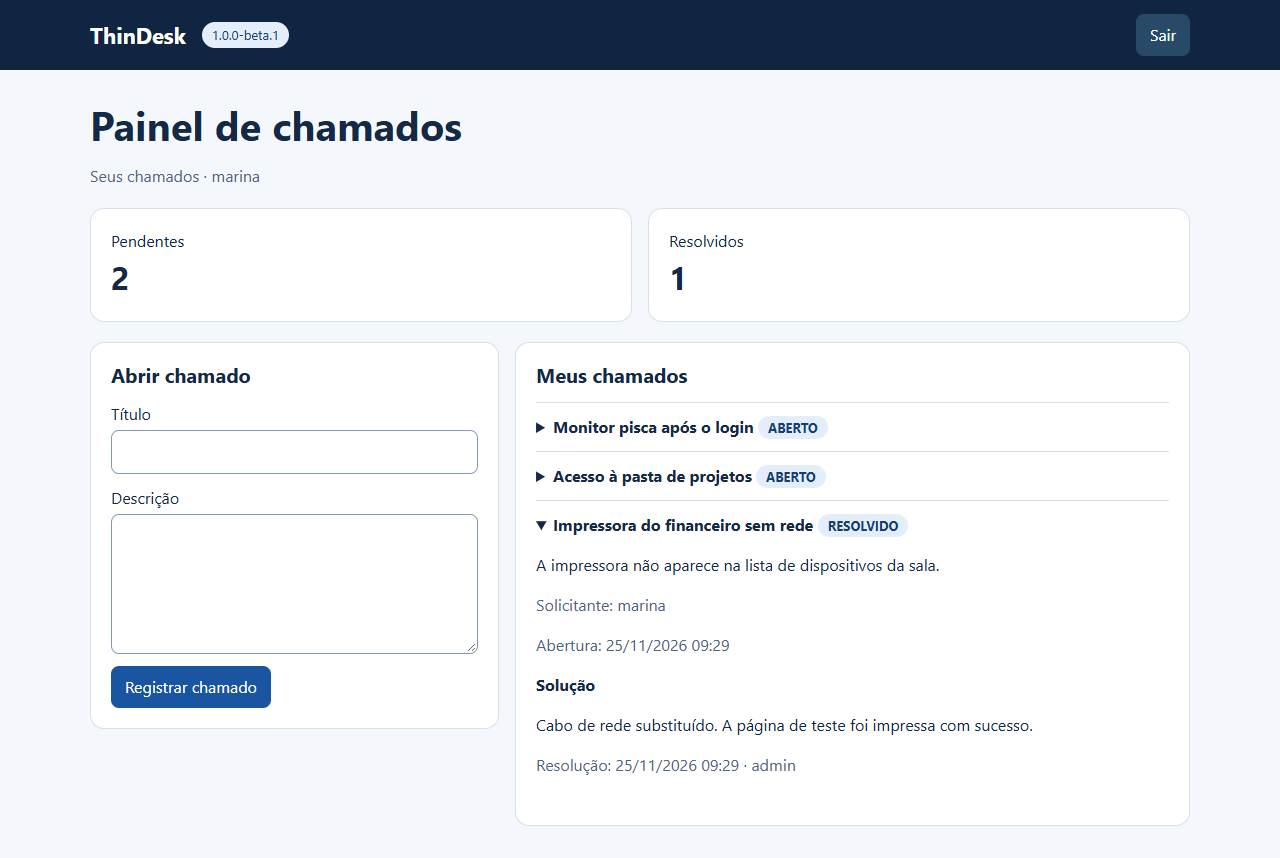 ThinDesk 1.0.0-beta.1 Sair
Painel de chamados
Seus chamados · marina
Pendentes
2
Resolvidos
1
Abrir chamado
Título
Descrição
Registrar chamado
Meus chamados
Monitor pisca após o login ABERTO
Acesso à pasta de projetos ABERTO
Impressora do financeiro sem rede RESOLVIDO
A impressora não aparece na lista de dispositivos da sala.
Solicitante: marina
Abertura: 25/11/2026 09:29
Solução
Cabo de rede substituído. A página de teste foi impressa com sucesso.
Resolução: 25/11/2026 09:29 · admin